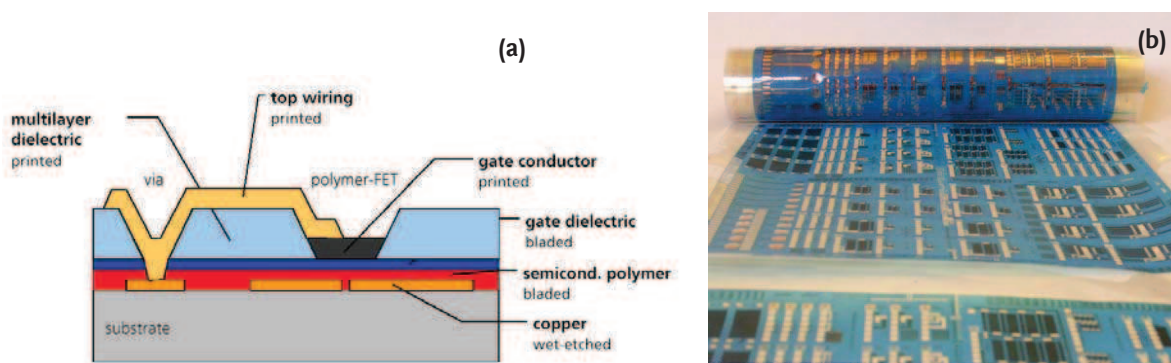 (a)
top wiring
printed
multilayer
dielectric
printed
via
polymer-FET
gate conductor
printed
gate dielectric
bladed
semicond. polymer
bladed
copper
wet-etched
substrate
(b)